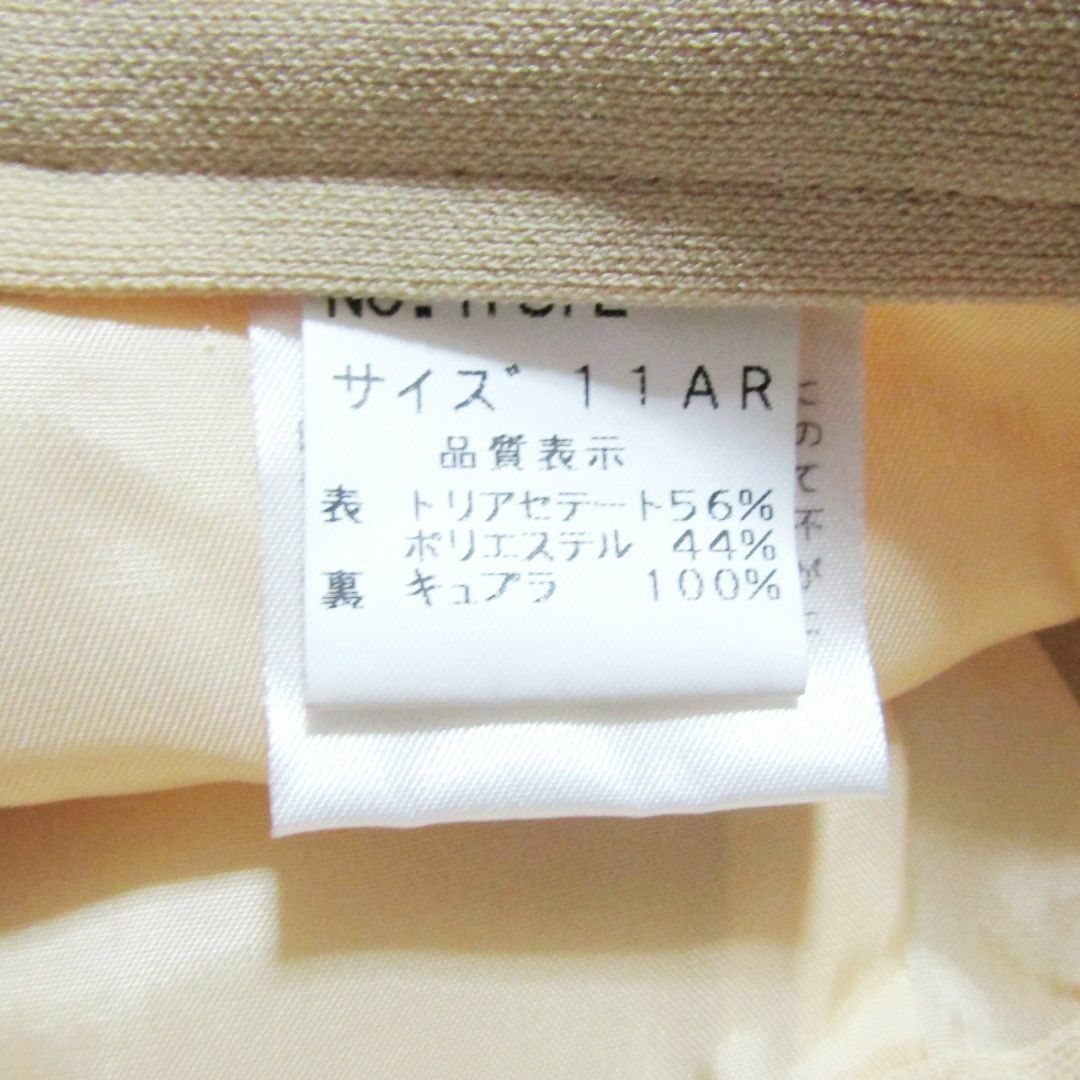 サイズ 11AR
品質表示
表 トリアセテート56%
ポリエステル 44%
裏 キュプラ 100%